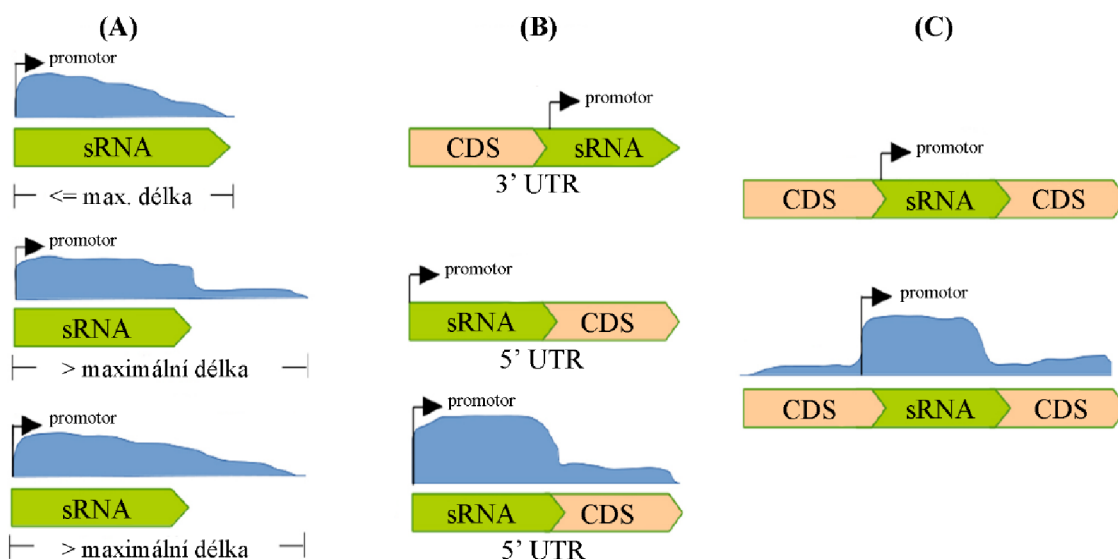 (A)
promotor
sRNA
<= max. délka
promotor
sRNA
> maximální délka
promotor
sRNA
> maximální délka
(B)
promotor
CDS sRNA
3’ UTR
promotor
sRNA CDS
5’ UTR
promotor
sRNA CDS
5’ UTR
(C)
promotor
CDS sRNA CDS
promotor
CDS sRNA CDS